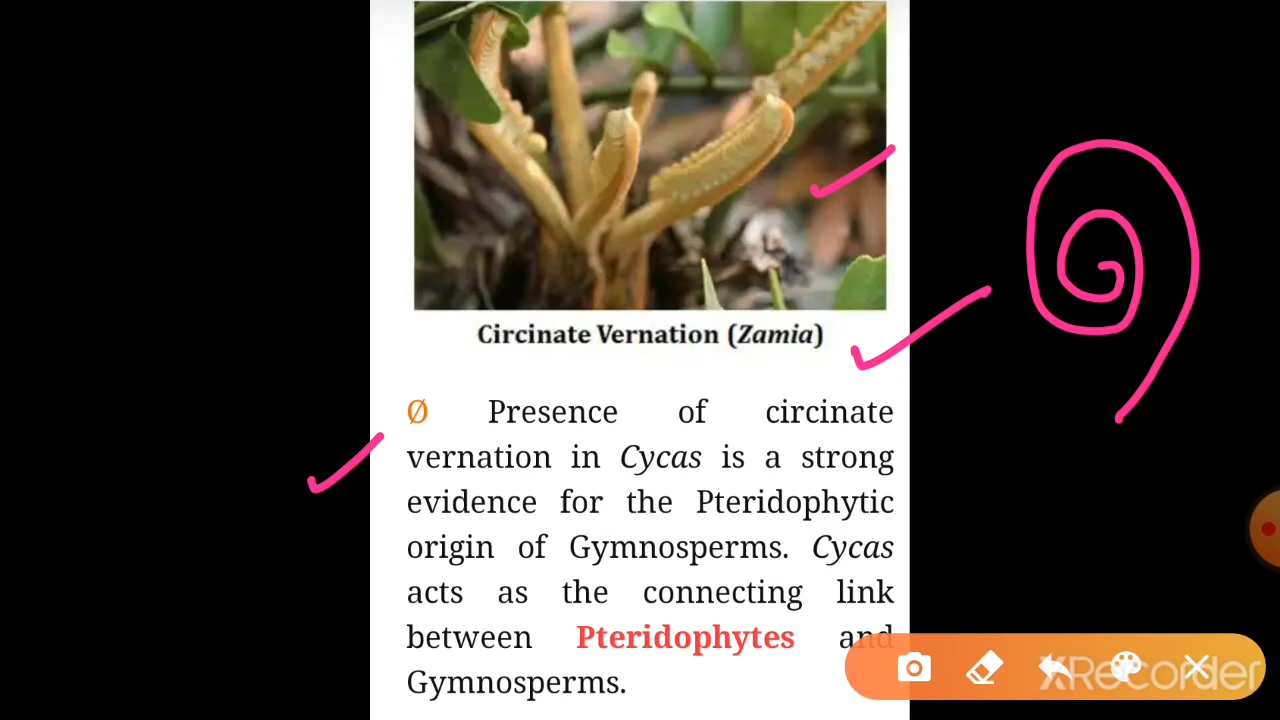 Circinate Vernation (Zamia)
Ø Presence of circinate
vernation in Cycas is a strong
evidence for the Pteridophytic
origin of Gymnosperms. Cycas
acts as the connecting link
between Pteridophytes and
Gymnosperms.
XRecorder